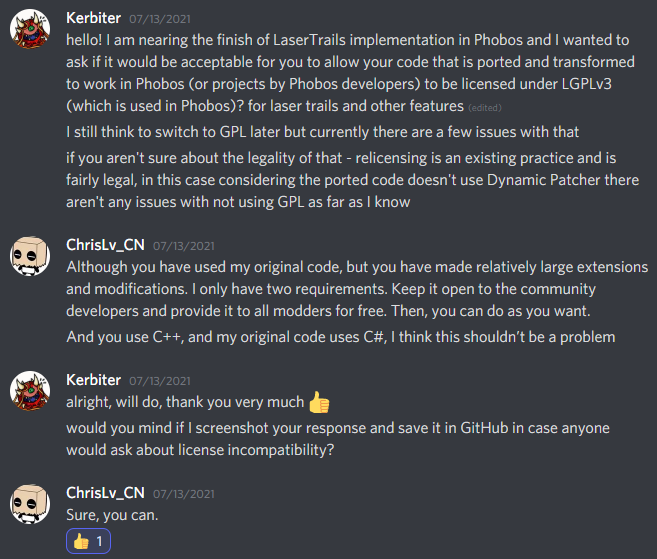 Kerbiter 07/13/2021
hello! I am nearing the finish of LaserTrails implementation in Phobos and I wanted to
ask if it would be acceptable for you to allow your code that is ported and transformed
to work in Phobos (or projects by Phobos developers) to be licensed under LGPLv3
(which is used in Phobos)? for laser trails and other features (edited)
I still think to switch to GPL later but currently there are a few issues with that
if you aren't sure about the legality of that - relicensing is an existing practice and is
fairly legal, in this case considering the ported code doesn't use Dynamic Patcher there
aren't any issues with not using GPL as far as I know
ChrisLv_CN 07/13/2021
Although you have used my original code, but you have made relatively large extensions
and modifications. I only have two requirements. Keep it open to the community
developers and provide it to all modders for free. Then, you can do as you want.
And you use C++, and my original code uses C#, I think this shouldn't be a problem
Kerbiter 07/13/2021
alright, will do, thank you very much 👍
would you mind if I screenshot your response and save it in GitHub in case anyone
would ask about license incompatibility?
ChrisLv_CN 07/13/2021
Sure, you can.
👍 1